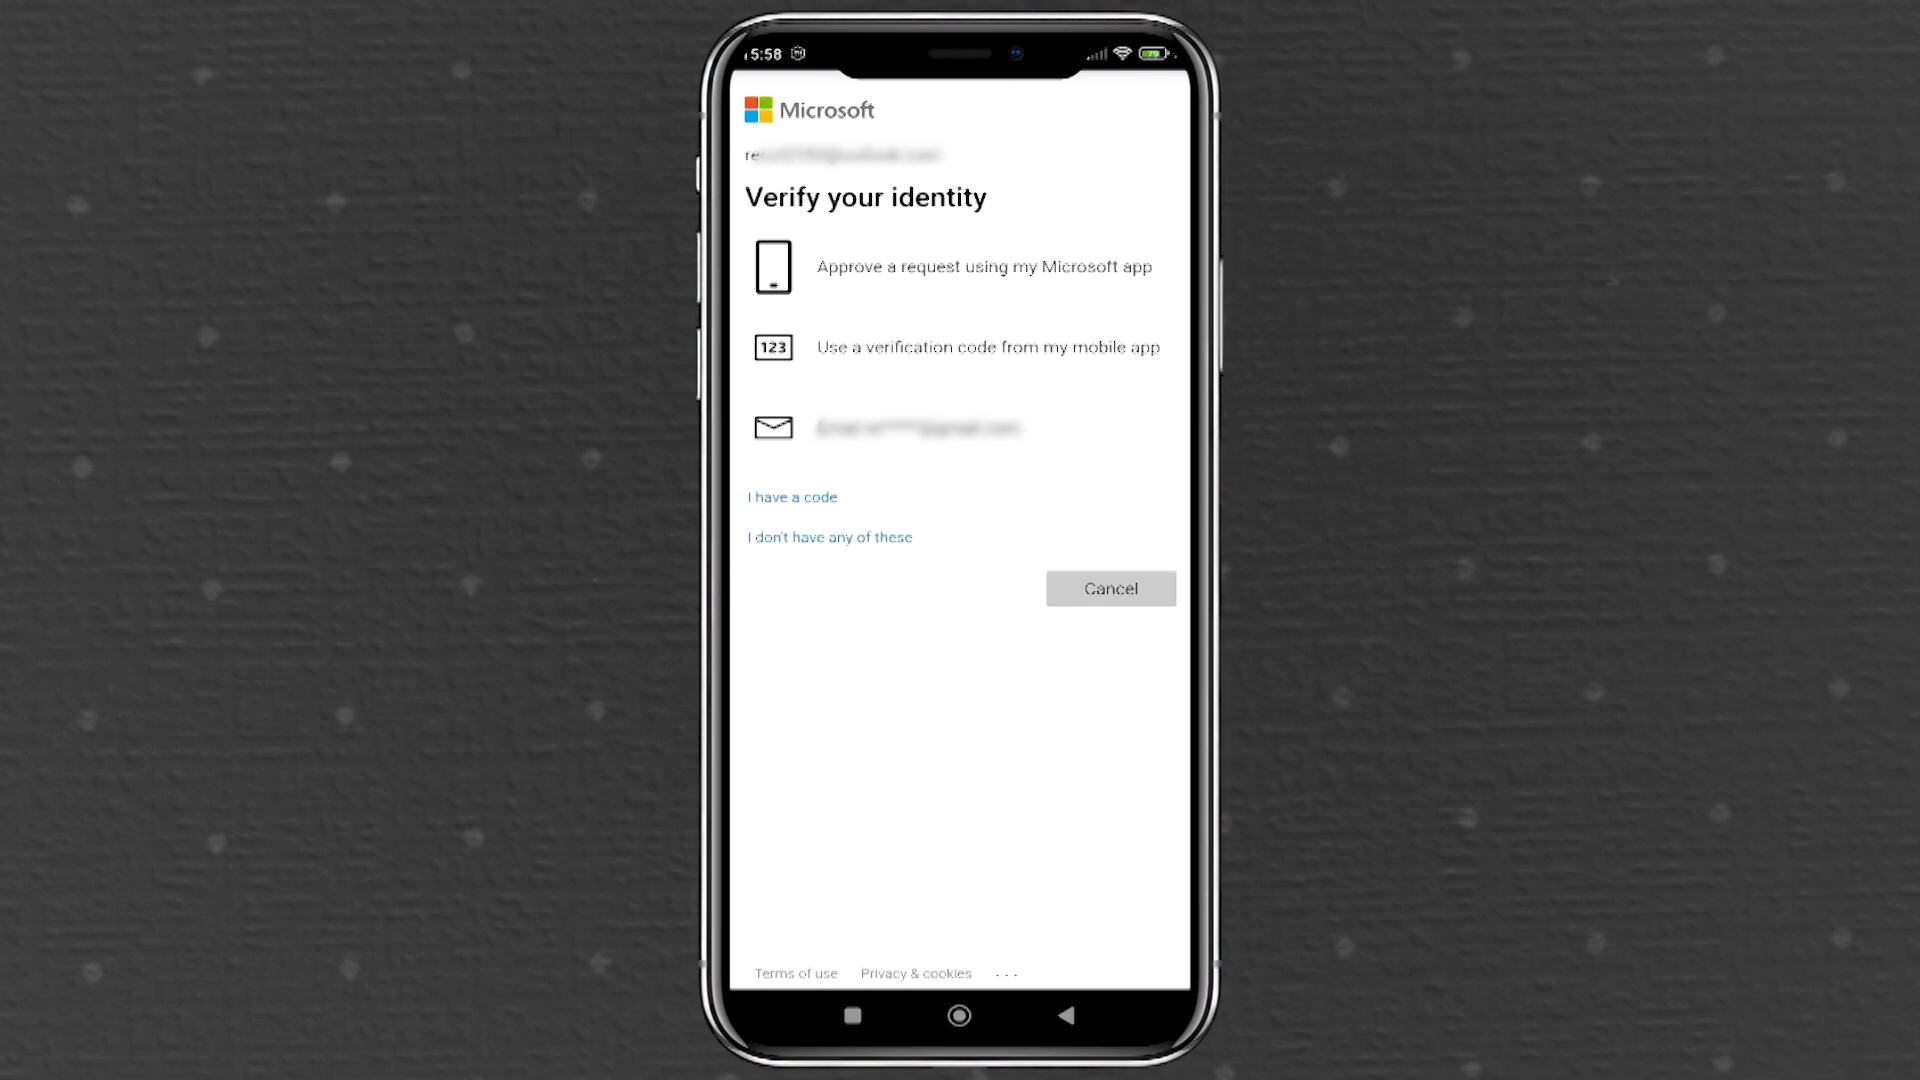 5:58
Microsoft
re
Verify your identity
Approve a request using my Microsoft app
123
Use a verification code from my mobile app
I have a code
I don't have any of these
Cancel
Terms of use Privacy & cookies ...